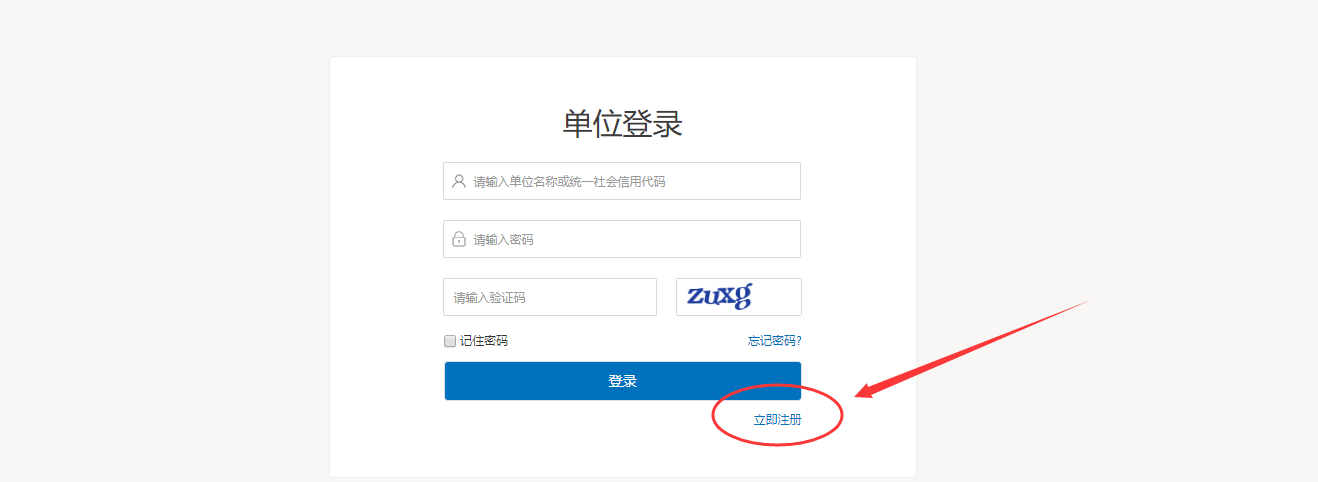 单位登录
请输入单位名称或统一社会信用代码
请输入密码
请输入验证码
zuxg
记住密码
忘记密码?
登录
立即注册